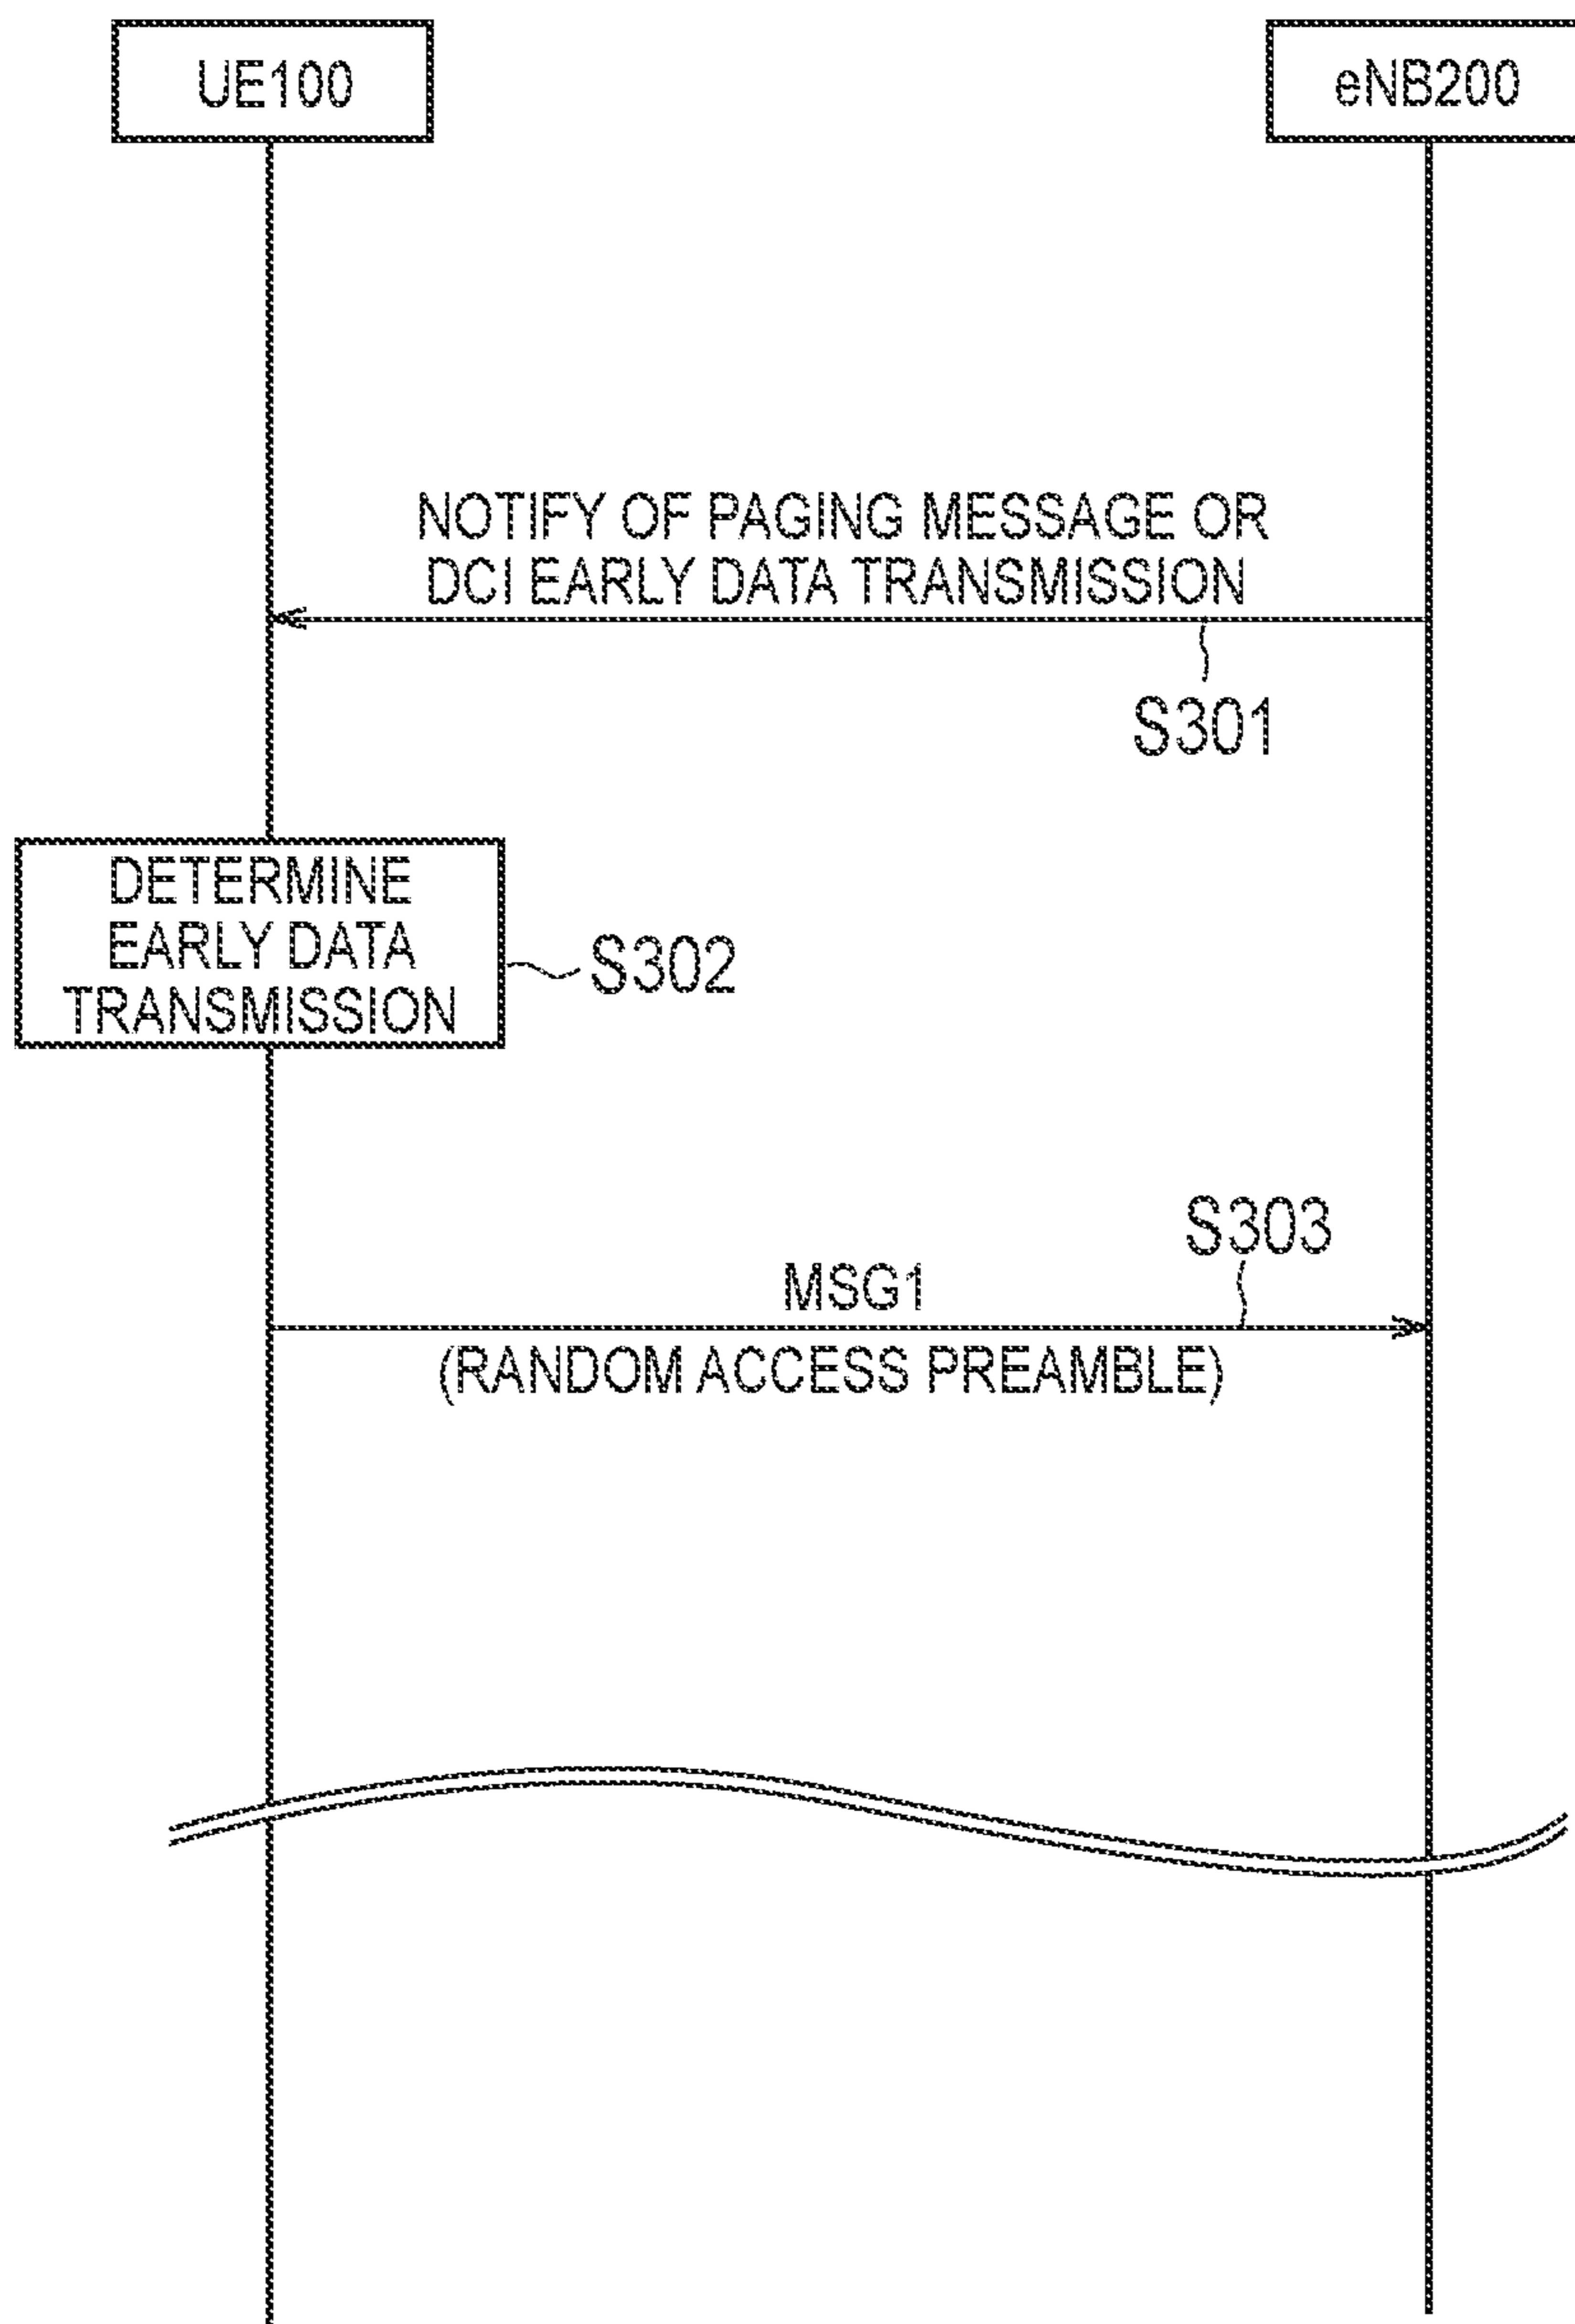 UE100
eNB200
NOTIFY OF PAGING MESSAGE OR
DCI EARLY DATA TRANSMISSION
S301
DETERMINE
EARLY DATA
TRANSMISSION
S302
S303
MSG1
(RANDOM ACCESS PREAMBLE)